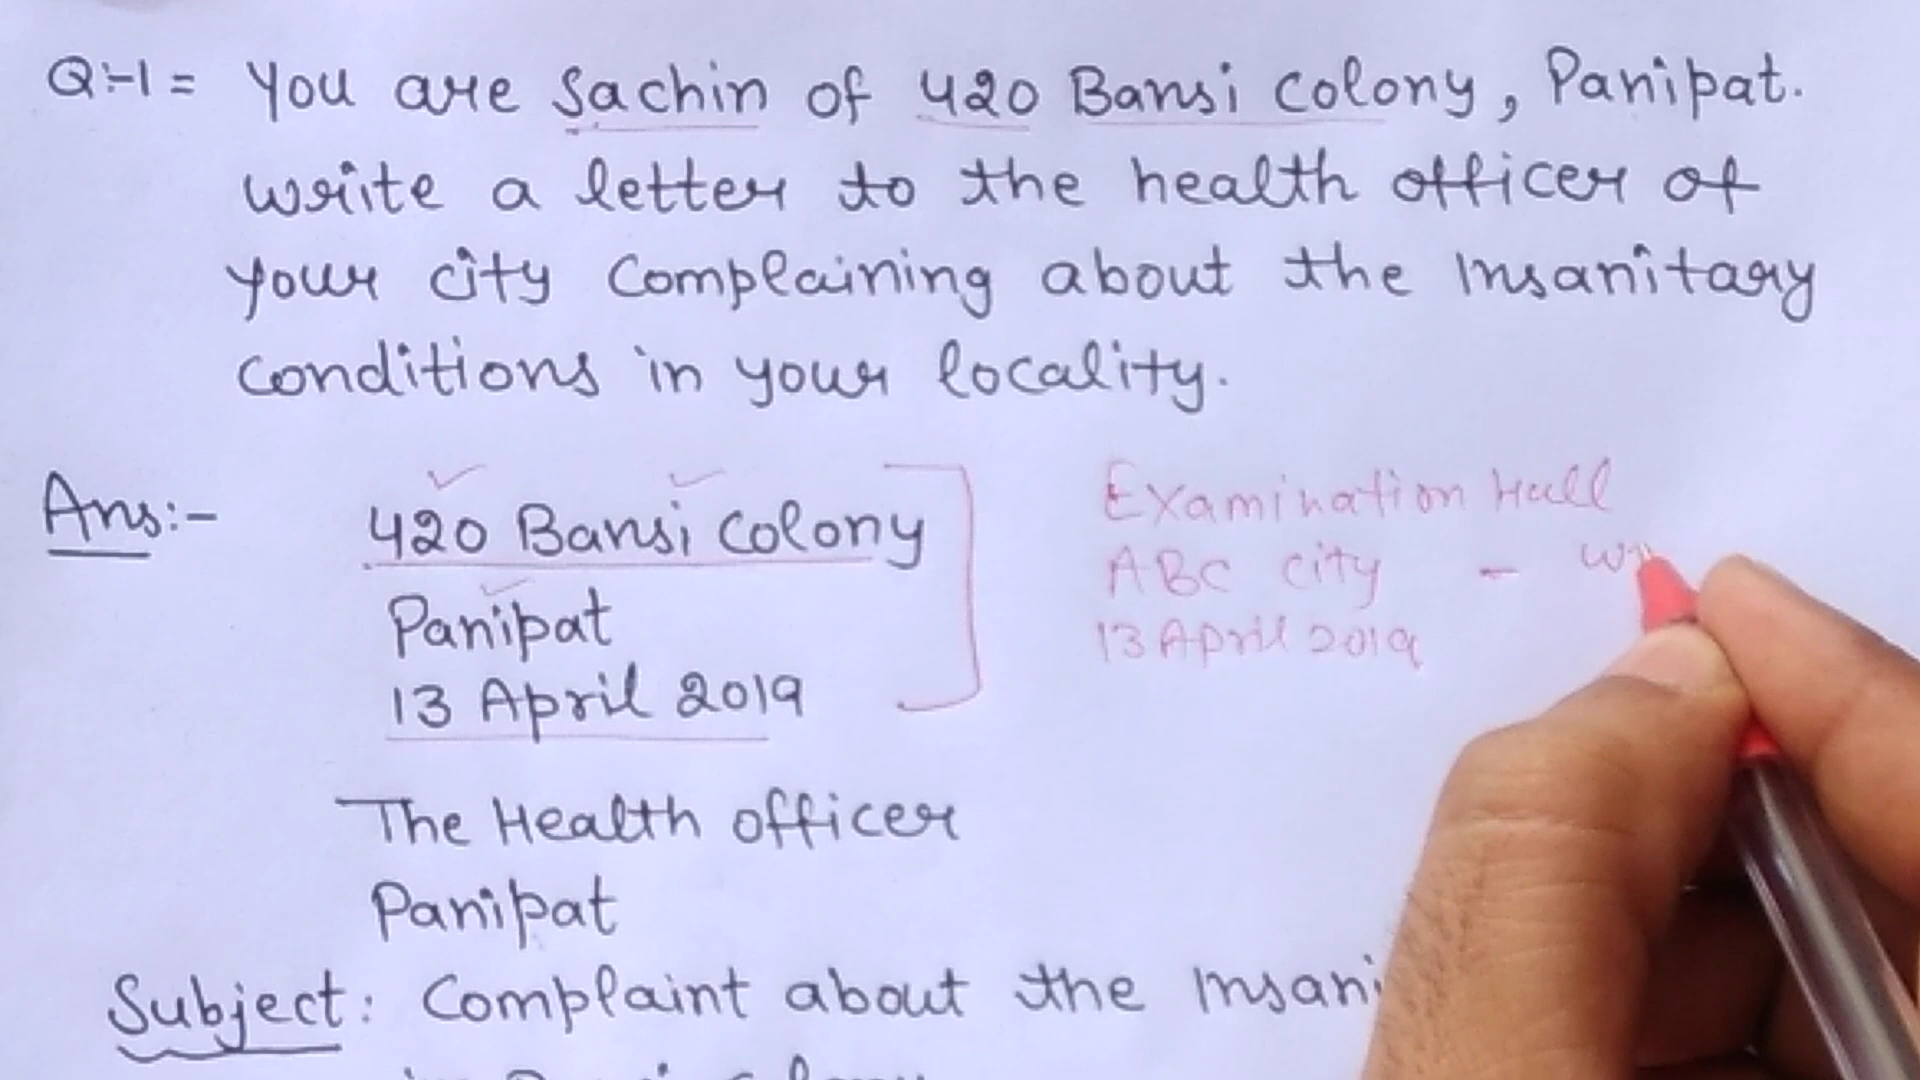 Q:-1= You are Sachin of 420 Bansi Colony, Panipat.
write a letter to the health officer of
your city complaining about the Insanitary
conditions in your locality.
Ans:-
420 Bansi Colony
Panipat
13 April 2019
Examination Hall
ABC city -
13 April 2019
The Health officer
Panipat
Subject: Complaint about the